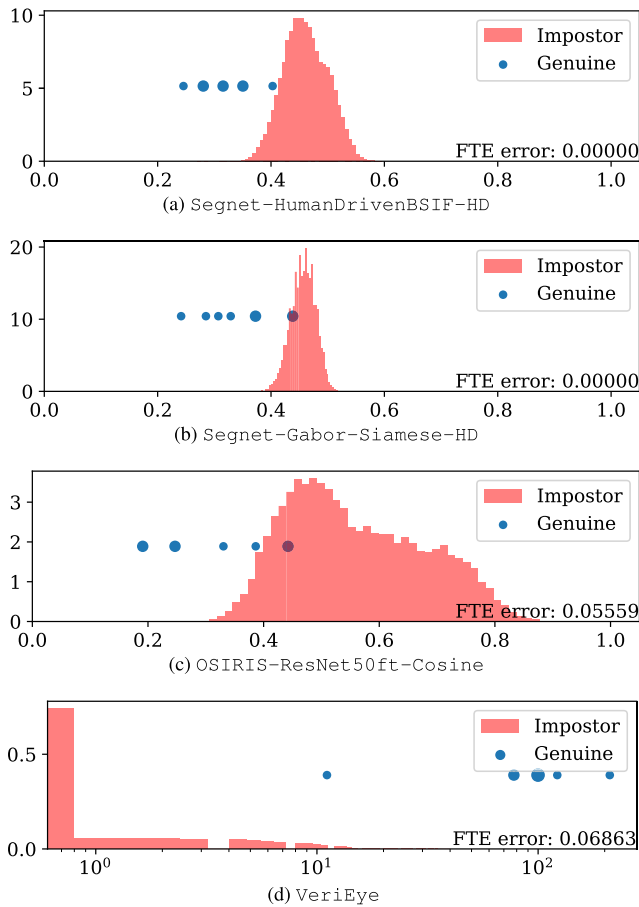 10
5
0
Impostor
Genuine
FTE error: 0.00000
0.0 0.2 0.4 0.6 0.8 1.0
(a) Segnet-HumanDrivenBSIF-HD
20
10
0
Impostor
Genuine
FTE error: 0.00000
0.0 0.2 0.4 0.6 0.8 1.0
(b) Segnet-Gabor-Siamese-HD
3
2
1
0
Impostor
Genuine
FTE error: 0.05559
0.0 0.2 0.4 0.6 0.8 1.0
(c) OSIRIS-ResNet50ft-Cosine
0.5
0.0
Impostor
Genuine
FTE error: 0.06863
10⁰ 10¹ 10²
(d) VeriEye